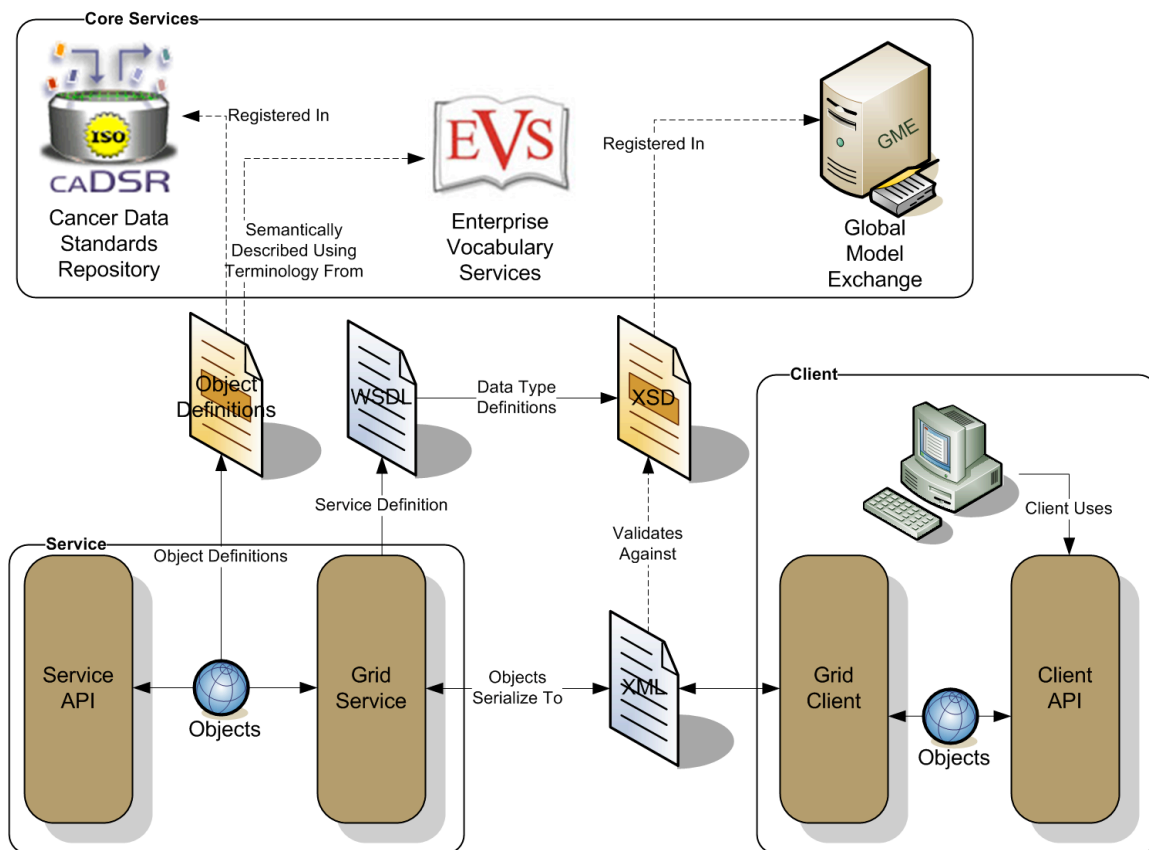 Core Services
ISO
caDSR
Cancer Data
Standards
Repository
Registered In
Semantically
Described Using
Terminology From
EVS
Enterprise
Vocabulary
Services
Registered In
GME
Global
Model
Exchange
Object
Definitions
WSDL
Data Type
Definitions
XSD
Client
Client Uses
Service Definition
Validates
Against
Service
Object Definitions
Service
API
Objects
Grid
Service
Objects
Serialize To
XML
Grid
Client
Objects
Client
API